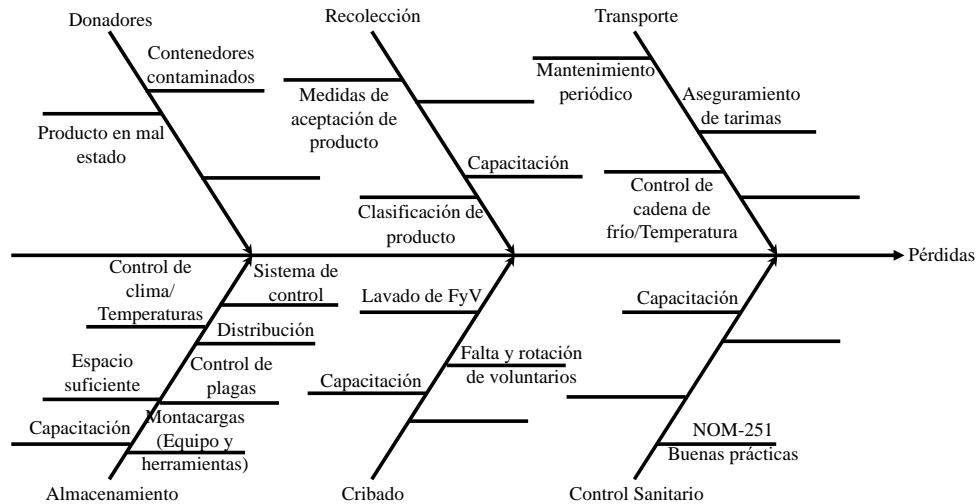 Donadores
Contenedores
contaminados
Producto en mal
estado
Recolección
Medidas de
aceptación de
producto
Capacitación
Clasificación de
producto
Transporte
Mantenimiento
periódico
Aseguramiento
de tarimas
Control de
cadena de
frío/Temperatura
Pérdidas
Control de
clima/
Temperaturas
Sistema de
control
Distribución
Espacio
suficiente
Control de
plagas
Capacitación
Montacargas
(Equipo y
herramientas)
Almacenamiento
Lavado de FyV
Falta y rotación
de voluntarios
Capacitación
Cribado
Capacitación
NOM-251
Buenas prácticas
Control Sanitario